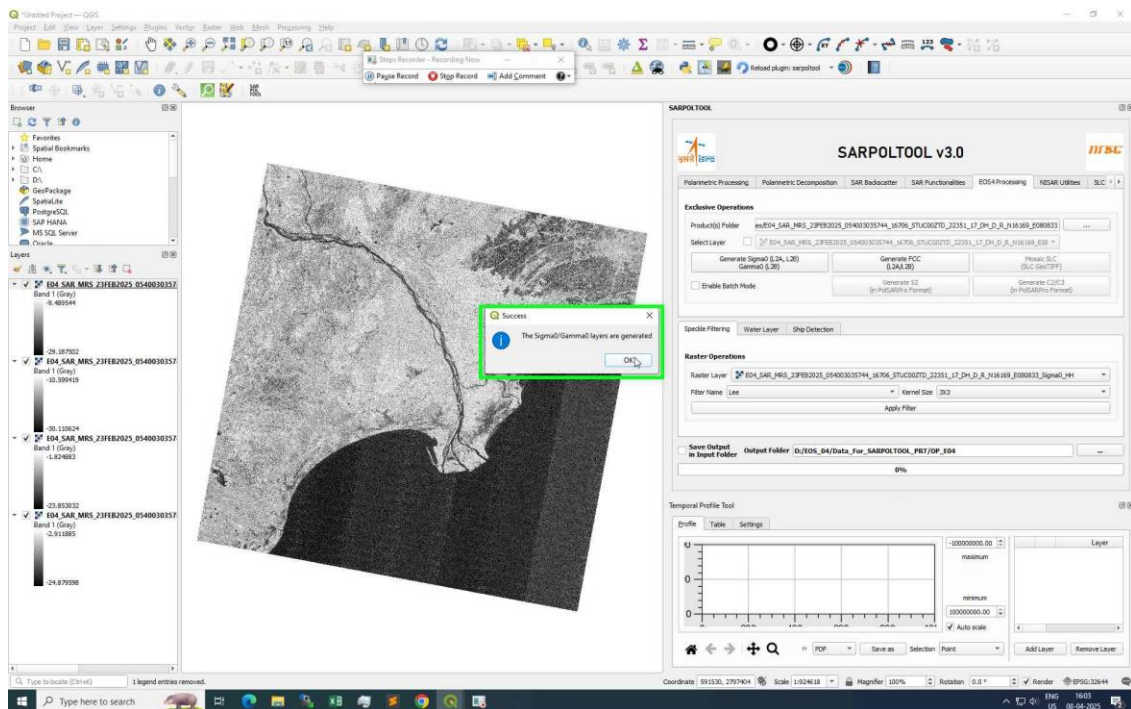 *Untitled Project — QGIS
Project Edit View Layer Settings Plugins Vector Raster Web Mesh Processing Help
Steps Recorder - Recording Now
Pause Record Stop Record Add Comment
Reload plugin: sarpoltool
Browser
Favorites
Spatial Bookmarks
Home
C:\
D:\
GeoPackage
SpatiaLite
PostgreSQL
SAP HANA
MS SQL Server
Oracle
Layers
E04_SAR_MRS_23FEB2025_0540030357
Band 1 (Gray)
-9.489544
-29.187502
E04_SAR_MRS_23FEB2025_0540030357
Band 1 (Gray)
-10.599419
-30.110624
E04_SAR_MRS_23FEB2025_0540030357
Band 1 (Gray)
-1.824883
-23.853032
E04_SAR_MRS_23FEB2025_0540030357
Band 1 (Gray)
-2.911885
-24.879598
Success
The Sigma0/Gamma0 layers are generated
OK
SARPOLTOOL
इसरो isro
SARPOLTOOL v3.0
nrsc
Polarimetric Processing Polarimetric Decomposition SAR Backscatter SAR Functionalities EOS4 Processing NISAR Utilities SLC
Exclusive Operations
Product(s) Folder es/E04_SAR_MRS_23FEB2025_054003035744_16706_STUC00ZTD_22351_17_DH_D_R_N16169_E080833 ...
Select Layer E04_SAR_MRS_23FEB2025_054003035744_16706_STUC00ZTD_22351_17_DH_D_R_N16169_E08
Generate Sigma0 (L2A, L2B) Generate FCC Mosaic SLC
Gamma0 (L2B) (L2A/L2B) (SLC GeoTIFF)
Enable Batch Mode Generate S2 Generate C2/C3
(in PolSARPro Format) (in PolSARPro Format)
Speckle Filtering Water Layer Ship Detection
Raster Operations
Raster Layer E04_SAR_MRS_23FEB2025_054003035744_16706_STUC00ZTD_22351_17_DH_D_R_N16169_E080833_Sigma0_HH
Filter Name Lee Kernel Size 3X3
Apply Filter
Save Output
in Input Folder Output Folder D:/EOS_04/Data_For_SARPOLTOOL_PRT/OP_E04 ...
0%
Temporal Profile Tool
Profile Table Settings
-100000000.00
maximum
minimum
100000000.00
Auto scale
Layer
PDF Save as Selection Point Add Layer Remove Layer
Type to locate (Ctrl+K) 1 legend entries removed.
Coordinate 591530, 2797404 Scale 1:924618 Magnifier 100% Rotation 0.0 ° Render EPSG:32644
Type here to search
ENG 16:03
US 08-04-2025